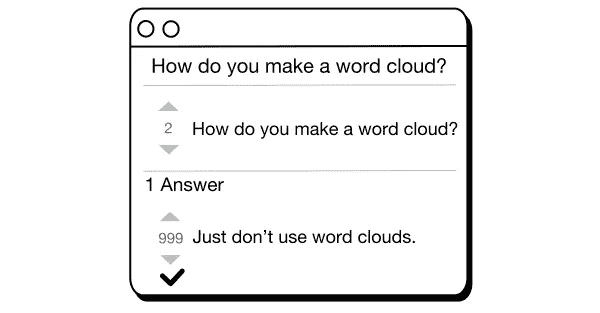 How do you make a word cloud?
2
How do you make a word cloud?
1 Answer
999
Just don’t use word clouds.